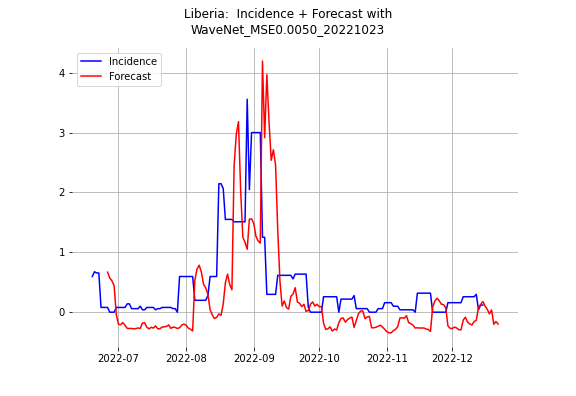 Liberia:  Incidence + Forecast with
WaveNet_MSE0.0050_20221023
Incidence
Forecast
4
3
2
1
0
2022-07 2022-08 2022-09 2022-10 2022-11 2022-12